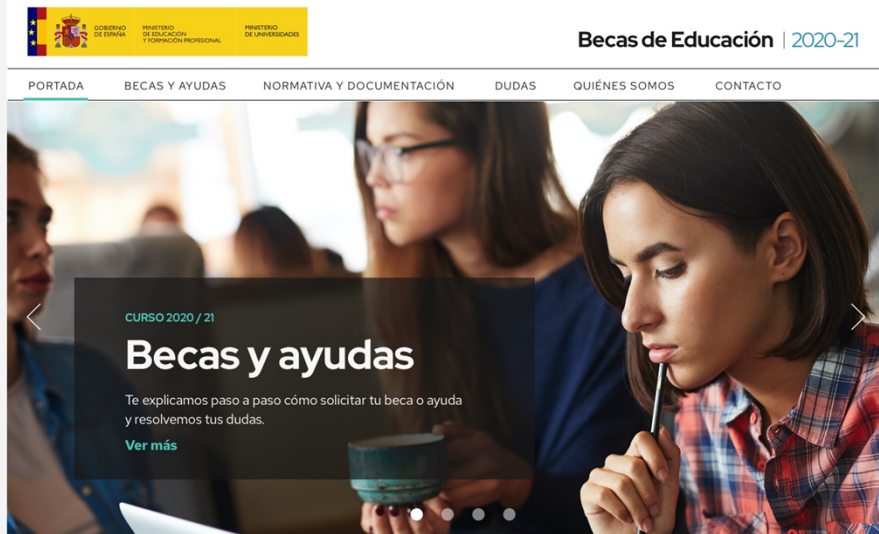 GOBIERNO
DE ESPAÑA
MINISTERIO
DE EDUCACIÓN
Y FORMACIÓN PROFESIONAL
MINISTERIO
DE UNIVERSIDADES
Becas de Educación | 2020-21
PORTADA BECAS Y AYUDAS NORMATIVA Y DOCUMENTACIÓN DUDAS QUIÉNES SOMOS CONTACTO
CURSO 2020 / 21
Becas y ayudas
Te explicamos paso a paso cómo solicitar tu beca o ayuda
y resolvemos tus dudas.
Ver más